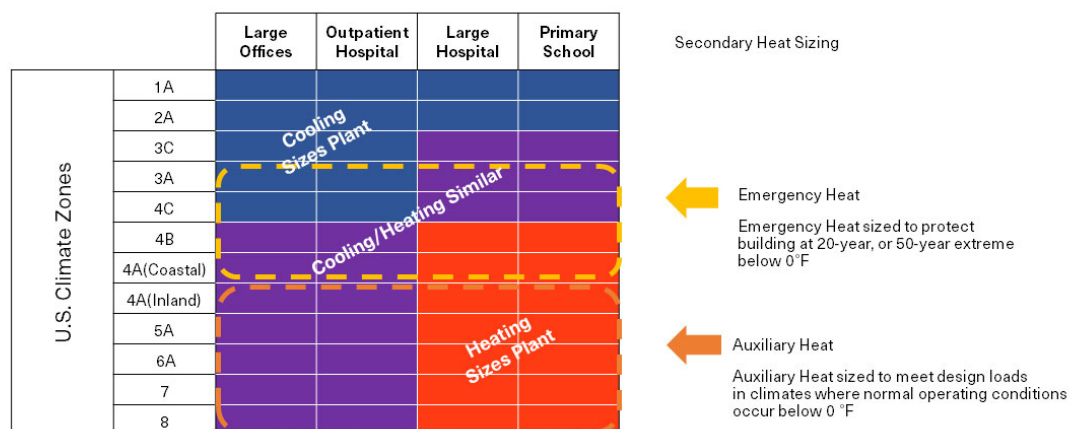 Large
Offices
Outpatient
Hospital
Large
Hospital
Primary
School
Secondary Heat Sizing
U.S. Climate Zones
1A
2A
3C
3A
4C
4B
4A(Coastal)
4A(Inland)
5A
6A
7
8
Cooling
Sizes Plant
Cooling/Heating Similar
Heating
Sizes Plant
Emergency Heat
Emergency Heat sized to protect
building at 20-year, or 50-year extreme
below 0°F
Auxiliary Heat
Auxiliary Heat sized to meet design loads
in climates where normal operating conditions
occur below 0 °F